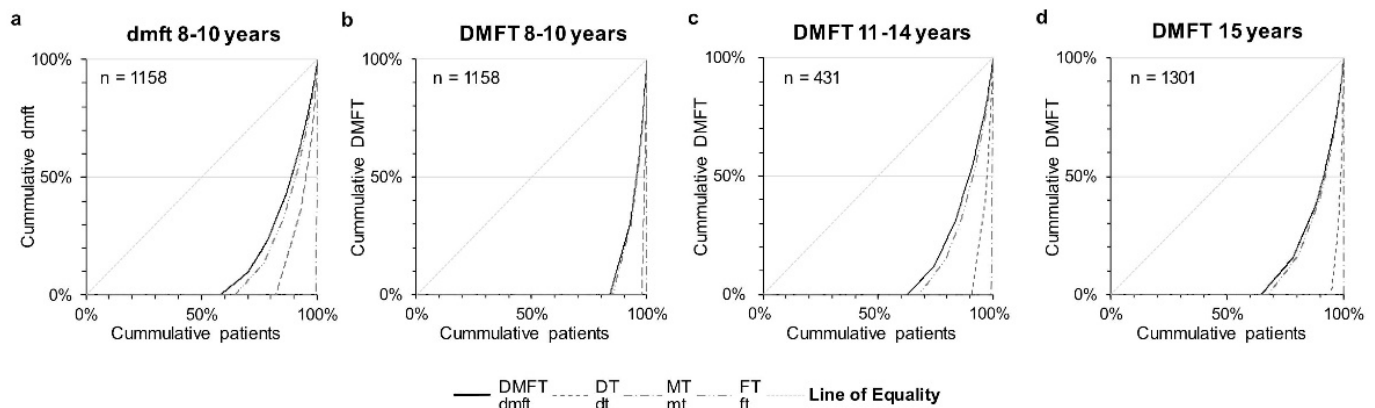 a
dmft 8-10 years
100%
n = 1158
Cummulative dmft
50%
0%
0%
50%
100%
Cummulative patients
b
DMFT 8-10 years
100%
n = 1158
Cumulative DMFT
50%
0%
0%
50%
100%
Cummulative patients
c
DMFT 11-14 years
100%
n = 431
Cumulative DMFT
50%
0%
0%
50%
100%
Cummulative patients
d
DMFT 15 years
100%
n = 1301
Cummulative DMFT
50%
0%
0%
50%
100%
Cummulative patients
DMFT DT MT FT Line of Equality
dmft dt mt ft